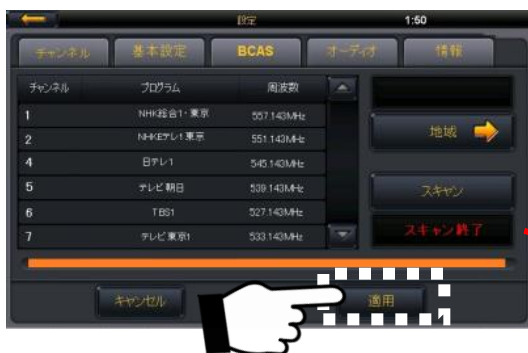 設定 1:50
チャンネル 基本設定 BCAS オーディオ 情報
チャンネル プログラム 周波数
1 NHK総合1・東京 557.143MHz
2 NHKEテレ1東京 551.143MHz
4 日テレ1 545.143MHz
5 テレビ朝日 539.143MHz
6 TBS1 527.143MHz
7 テレビ東京1 533.143MHz
地域
スキャン
スキャン終了
キャンセル 適用